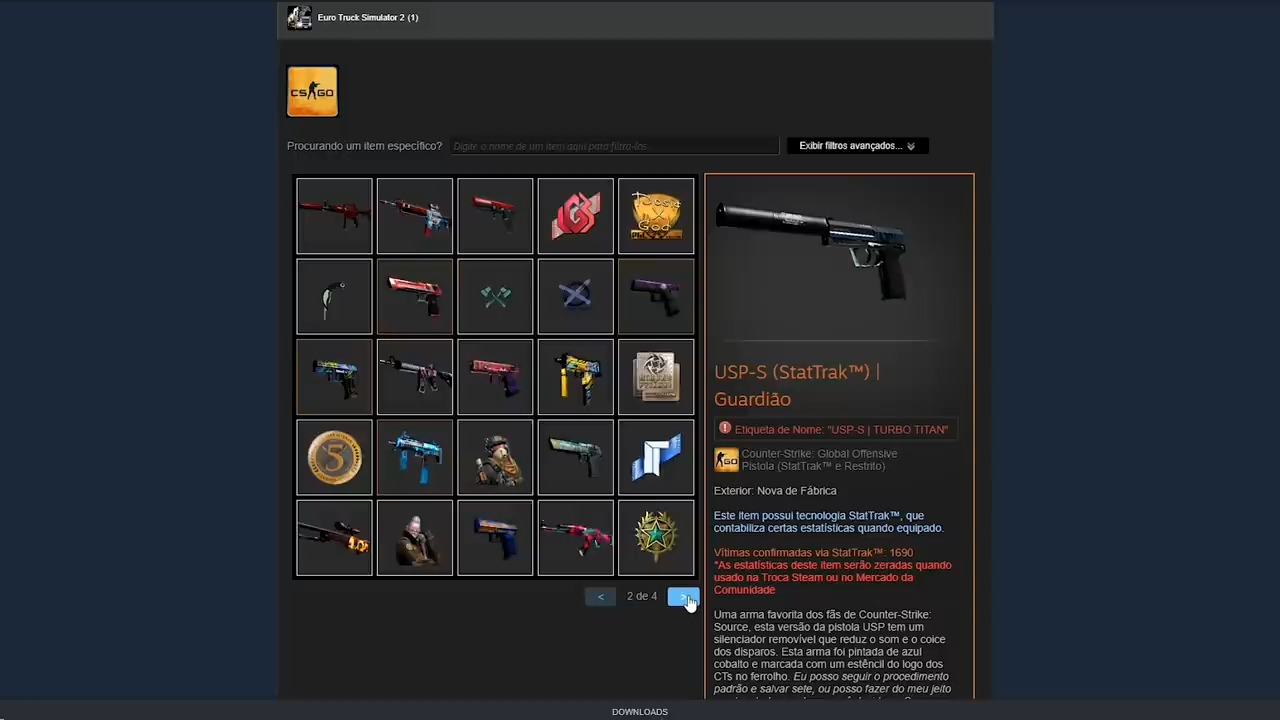 Euro Truck Simulator 2 (1)
CS GO
Procurando um item específico?
Digite o nome de um item aqui para filtrá-los.
Exibir filtros avançados...
5
USP-S (StatTrak™) |
Guardião
Etiqueta de Nome: "USP-S | TURBO TITAN"
GO
Counter-Strike: Global Offensive
Pistola (StatTrak™ e Restrito)
Exterior: Nova de Fábrica
Este item possui tecnologia StatTrak™, que
contabiliza certas estatísticas quando equipado.
Vítimas confirmadas via StatTrak™: 1690
*As estatísticas deste item serão zeradas quando
usado na Troca Steam ou no Mercado da
Comunidade
< 2 de 4 >
Uma arma favorita dos fãs de Counter-Strike:
Source, esta versão da pistola USP tem um
silenciador removível que reduz o som e o coice
dos disparos. Esta arma foi pintada de azul
cobalto e marcada com um estêncil do logo dos
CTs no ferrolho. Eu posso seguir o procedimento
padrão e salvar sete, ou posso fazer do meu jeito
DOWNLOADS